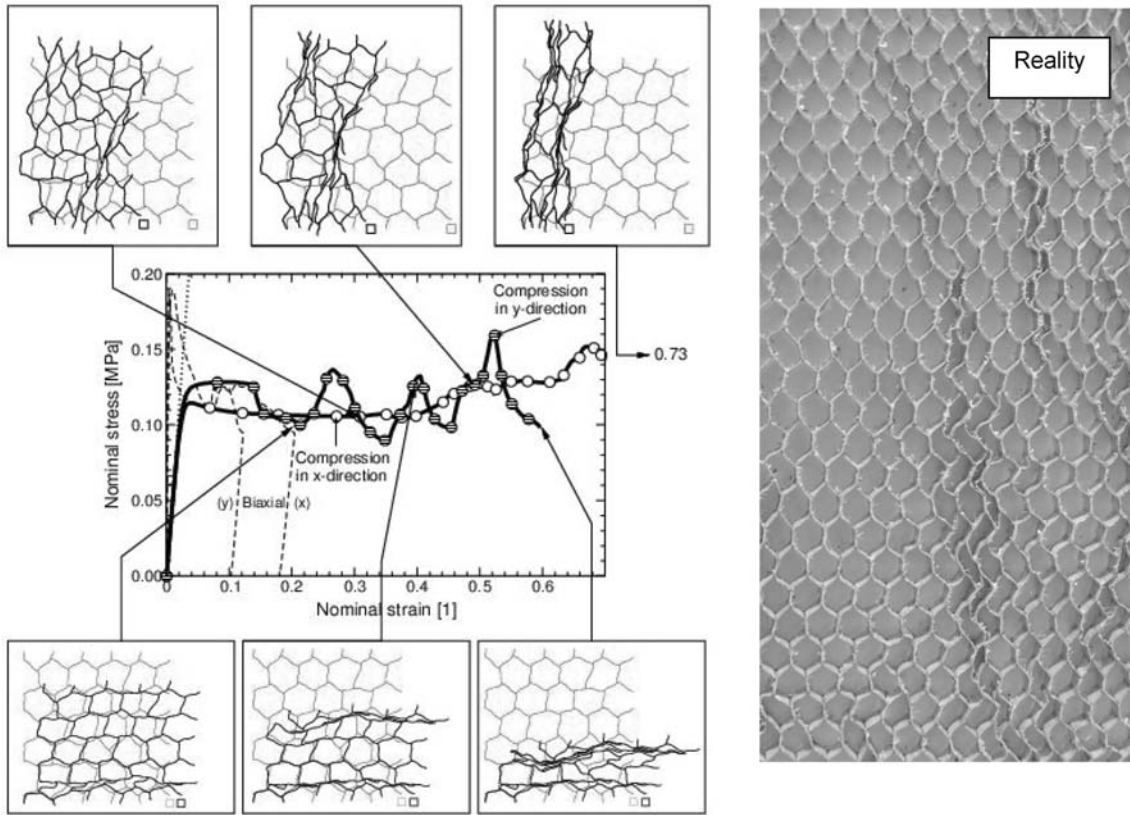 Reality
0.20
0.15
0.10
0.05
0.00
Nominal stress [MPa]
Compression
in y-direction
0.73
Compression
in x-direction
(y) Biaxial (x)
0
0.1
0.2
0.3
0.4
0.5
0.6
Nominal strain [1]